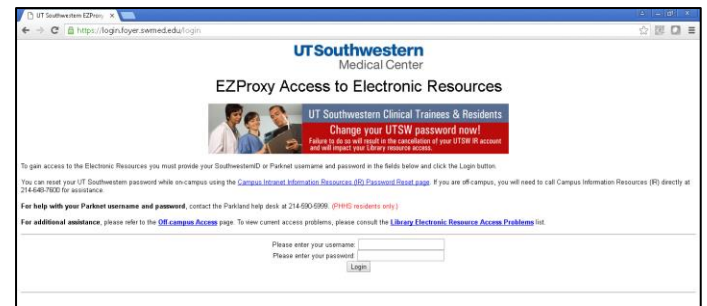 UT Southwestern EZProxy
https://login.foyer.swmed.edu/login
UTSouthwestern
Medical Center
EZProxy Access to Electronic Resources
UT Southwestern Clinical Trainees & Residents
Change your UTSW password now!
Failure to do so will result in the cancellation of your UTSW IR account
and will impact your Library resource access.
To gain access to the Electronic Resources you must provide your SouthwesternID or Parknet username and password in the fields below and click the Login button.
You can reset your UT Southwestern password while on-campus using the Campus Intranet Information Resources (IR) Password Reset page. If you are off-campus, you will need to call Campus Information Resources (IR) directly at
214-648-7600 for assistance.
For help with your Parknet username and password, contact the Parkland help desk at 214-590-5999. (PHHS residents only.)
For additional assistance, please refer to the Off-campus Access page. To view current access problems, please consult the Library Electronic Resource Access Problems list.
Please enter your username:
Please enter your password:
Login